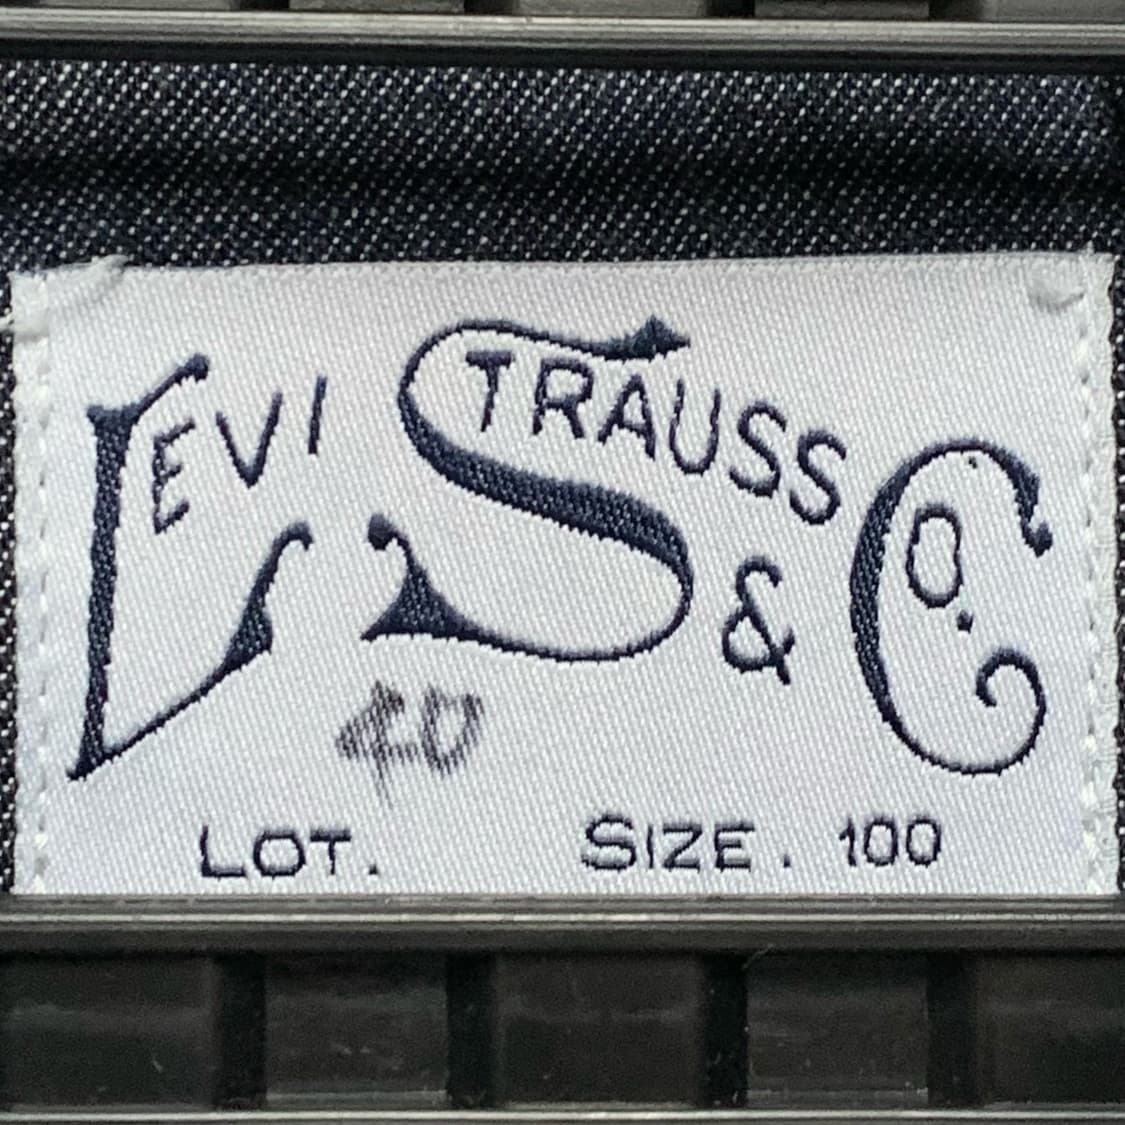 LEVI STRAUSS & CO.
40
LOT. SIZE. 100